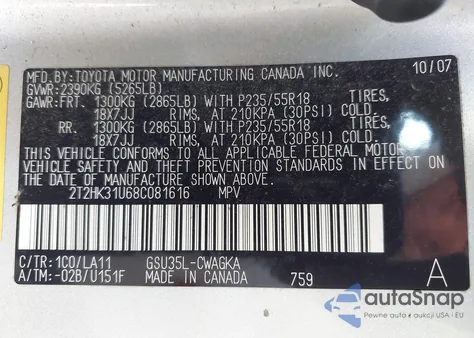 MFD. BY: TOYOTA MOTOR MANUFACTURING CANADA INC. 10/07
GVWR: 2390KG (5265LB)
GAWR: FRT. 1300KG (2865LB) WITH P235/55R18 TIRES,
18X7JJ RIMS, AT 210KPA (30PSI) COLD.
RR. 1300KG (2865LB) WITH P235/55R18 TIRES,
18X7JJ RIMS, AT 210KPA (30PSI) COLD.
THIS VEHICLE CONFORMS TO ALL APPLICABLE FEDERAL MOTOR
VEHICLE SAFETY AND THEFT PREVENTION STANDARDS IN EFFECT ON
THE DATE OF MANUFACTURE SHOWN ABOVE.
2T2HK31U68C081616 MPV
C/TR: 1C0/LA11 GSU35L-CWAGKA
A/TM: -02B/U151F MADE IN CANADA 759 A
autoSnap
Pewne auta z USA - EU